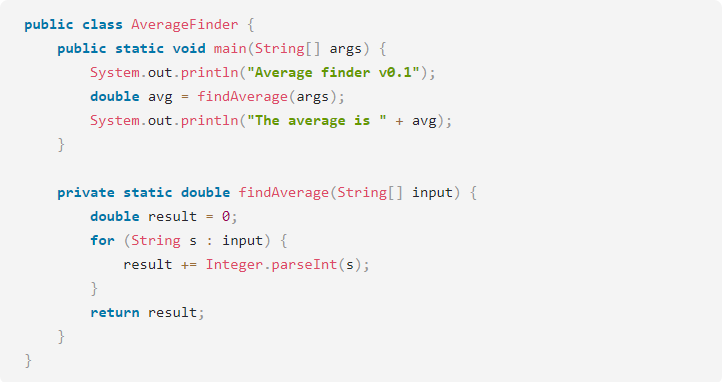 public class AverageFinder {
    public static void main(String[] args) {
        System.out.println("Average finder v0.1");
        double avg = findAverage(args);
        System.out.println("The average is " + avg);
    }

    private static double findAverage(String[] input) {
        double result = 0;
        for (String s : input) {
            result += Integer.parseInt(s);
        }
        return result;
    }
}